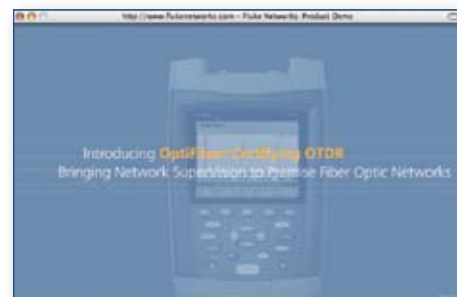 http://www.flukenetworks.com – Fluke Networks: Product Demo
Introducing OptiFiber® Certifying OTDR
Bringing Network SuperVision to Premise Fiber Optic Networks